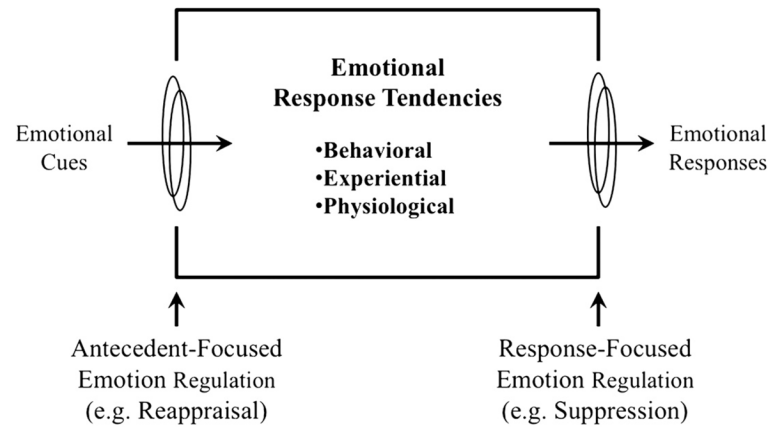 Emotional
Response Tendencies
•Behavioral
•Experiential
•Physiological
Emotional
Cues
Emotional
Responses
Antecedent-Focused
Emotion Regulation
(e.g. Reappraisal)
Response-Focused
Emotion Regulation
(e.g. Suppression)